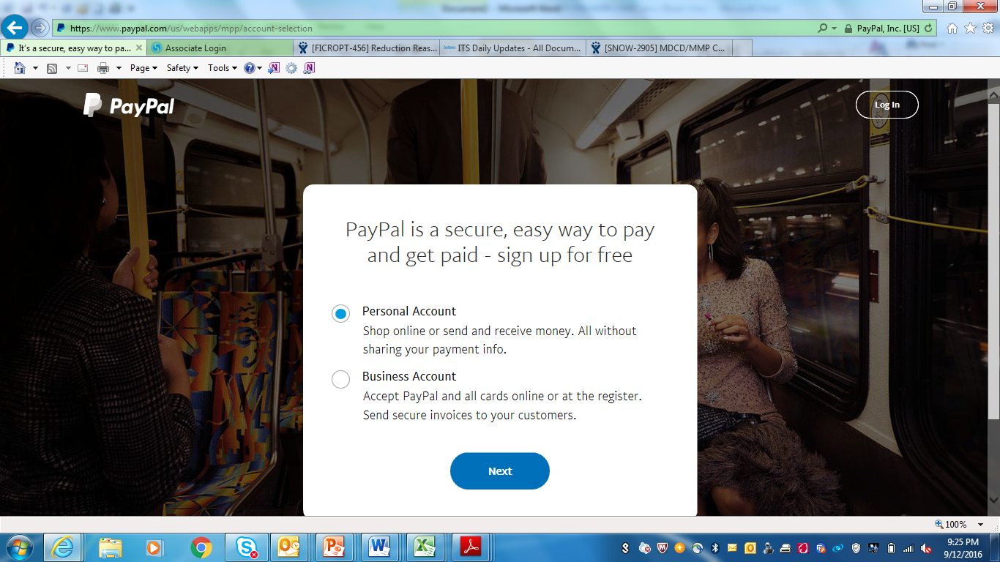 https://www.paypal.com/us/webapps/mpp/account-selection
PayPal, Inc. [US]
It's a secure, easy way to pa...
Associate Login
[FICROPT-456] Reduction Reas...
ITS Daily Updates - All Docum...
[SNOW-2905] MDCD/MMP C...
Page
Safety
Tools
PayPal
Log In
PayPal is a secure, easy way to pay
and get paid - sign up for free
Personal Account
Shop online or send and receive money. All without
sharing your payment info.
Business Account
Accept PayPal and all cards online or at the register.
Send secure invoices to your customers.
Next
100%
9:25 PM
9/12/2016